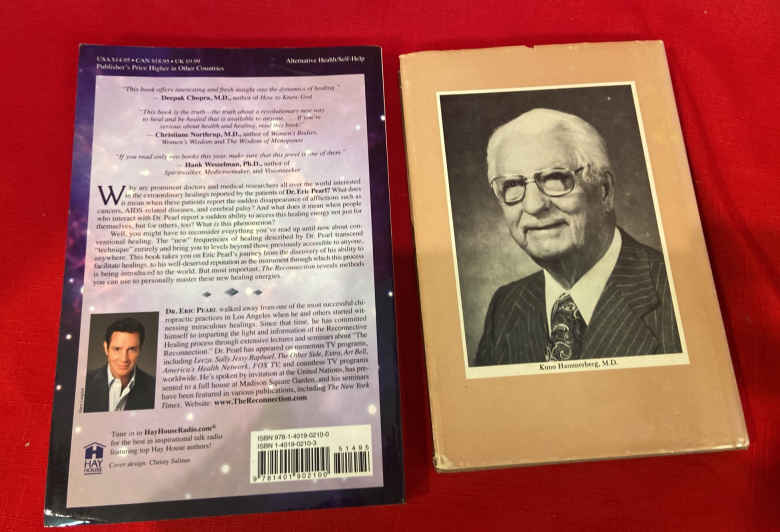 USA $14.95 • CAN $18.95 • UK £9.99
Publisher's Price Higher in Other Countries
Alternative Health/Self-Help
"This book offers interesting and fresh insight into the dynamics of healing."
— Deepak Chopra, M.D., author of How to Know God
"This book is the truth—the truth about a revolutionary new way
to heal and be healed that is available to anyone. . . . If you're
serious about health and healing, read this book."
— Christiane Northrup, M.D., author of Women's Bodies,
Women's Wisdom and The Wisdom of Menopause
"If you read only two books this year, make sure that this jewel is one of them."
— Hank Wesselman, Ph.D., author of
Spiritwalker, Medicinemaker, and Visionseeker
Why are prominent doctors and medical researchers all over the world interested
in the extraordinary healings reported by the patients of Dr. Eric Pearl? What does
it mean when these patients report the sudden disappearance of afflictions such as
cancers, AIDS-related diseases, and cerebral palsy? And what does it mean when people
who interact with Dr. Pearl report a sudden ability to access this healing energy not just for
themselves, but for others, too? What is this phenomenon?
Well, you might have to reconsider everything you've read up until now about con-
ventional healing. The "new" frequencies of healing described by Dr. Pearl transcend
"technique" entirely and bring you to levels beyond those previously accessible to anyone,
anywhere. This book takes you on Eric Pearl's journey from the discovery of his ability to
facilitate healings, to his well-deserved reputation as the instrument through which this process
is being introduced to the world. But most important, The Reconnection reveals methods
you can use to personally master these new healing energies.
DR. ERIC PEARL walked away from one of the most successful chi-
ropractic practices in Los Angeles when he and others started wit-
nessing miraculous healings. Since that time, he has committed
himself to imparting the light and information of the Reconnective
Healing process through extensive lectures and seminars about "The
Reconnection." Dr. Pearl has appeared on numerous TV programs,
including Leeza, Sally Jessy Raphael, The Other Side, Extra, Art Bell,
America's Health Network, FOX TV, and countless TV programs
worldwide. He's spoken by invitation at the United Nations, has pre-
sented to a full house at Madison Square Garden, and his seminars
have been featured in various publications, including The New York
Times. Website: www.TheReconnection.com
Tune in to HayHouseRadio.com®
for the best in inspirational talk radio
featuring top Hay House authors!
HAY
HOUSE
Cover design: Christy Salinas
ISBN 978-1-4019-0210-0
ISBN 1-4019-0210-3
51495
9 781401 902100
Kuno Hammerberg, M.D.